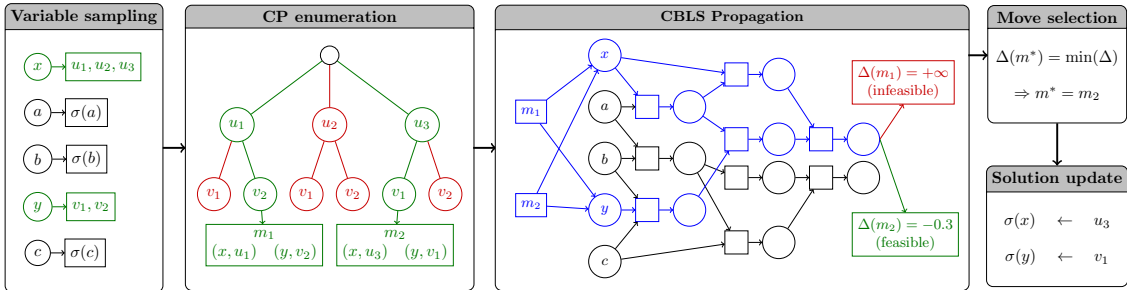 Variable sampling
x
u₁, u₂, u₃
a
σ(a)
b
σ(b)
y
v₁, v₂
c
σ(c)
CP enumeration
u₁
u₂
u₃
v₁
v₂
v₁
v₂
v₁
v₂
m₁
(x, u₁) (y, v₂)
m₂
(x, u₃) (y, v₁)
CBLS Propagation
m₁
m₂
x
a
b
y
c
Δ(m₁) = +∞
(infeasible)
Δ(m₂) = −0.3
(feasible)
Move selection
Δ(m*) = min(Δ)
⇒ m* = m₂
Solution update
σ(x) ← u₃
σ(y) ← v₁